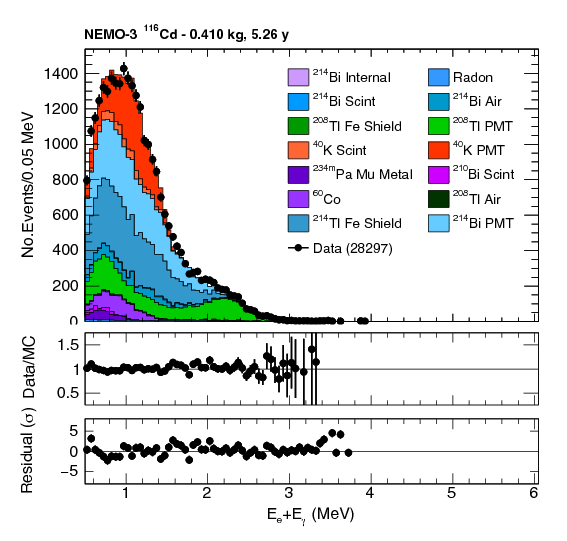 NEMO-3 ¹¹⁶Cd - 0.410 kg, 5.26 y
No.Events/0.05 MeV
1400
1200
1000
800
600
400
200
0
²¹⁴Bi Internal
Radon
²¹⁴Bi Scint
²¹⁴Bi Air
²⁰⁸Tl Fe Shield
²⁰⁸Tl PMT
⁴⁰K Scint
⁴⁰K PMT
²³⁴ᵐPa Mu Metal
²¹⁰Bi Scint
⁶⁰Co
²⁰⁸Tl Air
²¹⁴Tl Fe Shield
²¹⁴Bi PMT
Data (28297)
Data/MC
1.5
1.0
0.5
Residual (σ)
5
0
−5
1 2 3 4 5 6
Eₑ+Eᵧ (MeV)